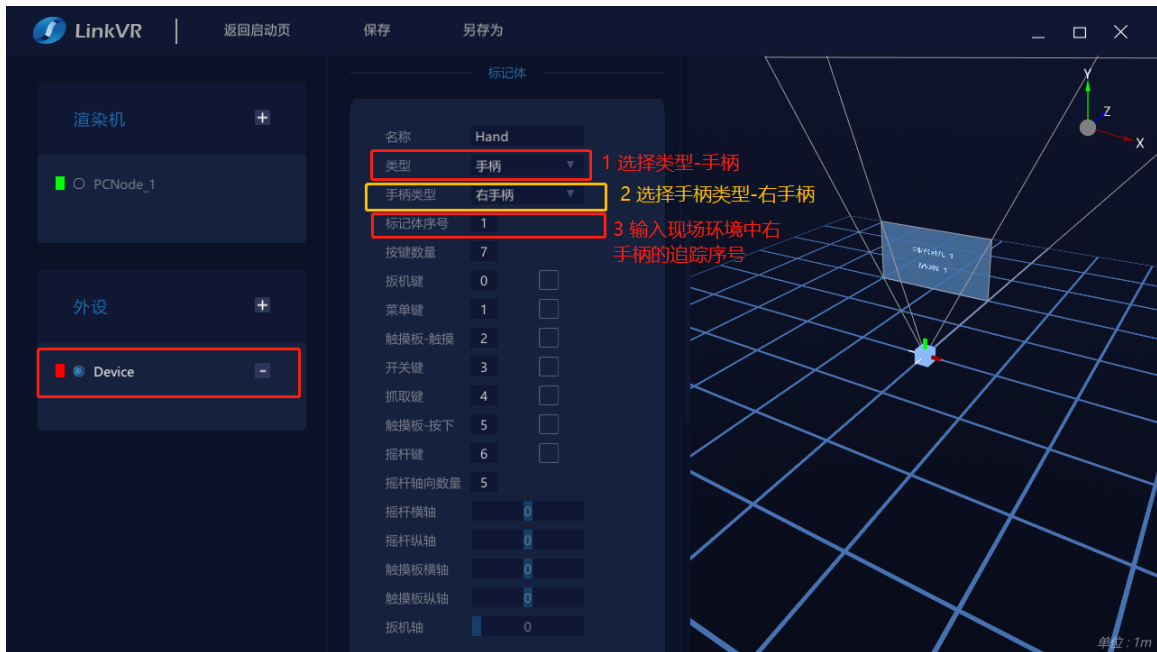 LinkVR 返回启动页 保存 另存为
标记体
渲染机 +
PCNode_1
外设 +
Device -
名称 Hand
类型 手柄
手柄类型 右手柄
标记体序号 1
按键数量 7
扳机键 0
菜单键 1
触摸板-触摸 2
开关键 3
抓取键 4
触摸板-按下 5
摇杆键 6
摇杆轴向数量 5
摇杆横轴 0
摇杆纵轴 0
触摸板横轴 0
触摸板纵轴 0
扳机轴 0
1 选择类型-手柄
2 选择手柄类型-右手柄
3 输入现场环境中右
手柄的追踪序号
Y
Z
X
单位 : 1m